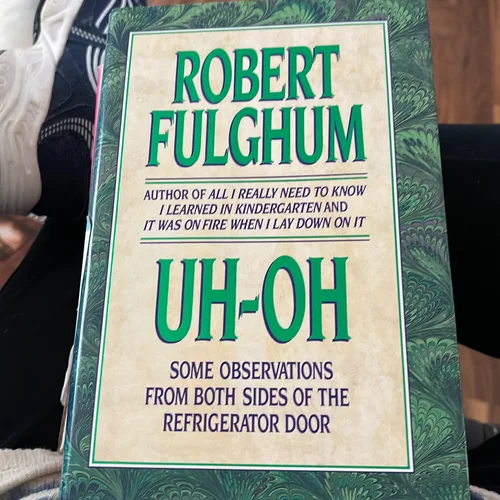 ROBERT
FULGHUM
AUTHOR OF ALL I REALLY NEED TO KNOW
I LEARNED IN KINDERGARTEN AND
IT WAS ON FIRE WHEN I LAY DOWN ON IT
UH-OH
SOME OBSERVATIONS
FROM BOTH SIDES OF THE
REFRIGERATOR DOOR